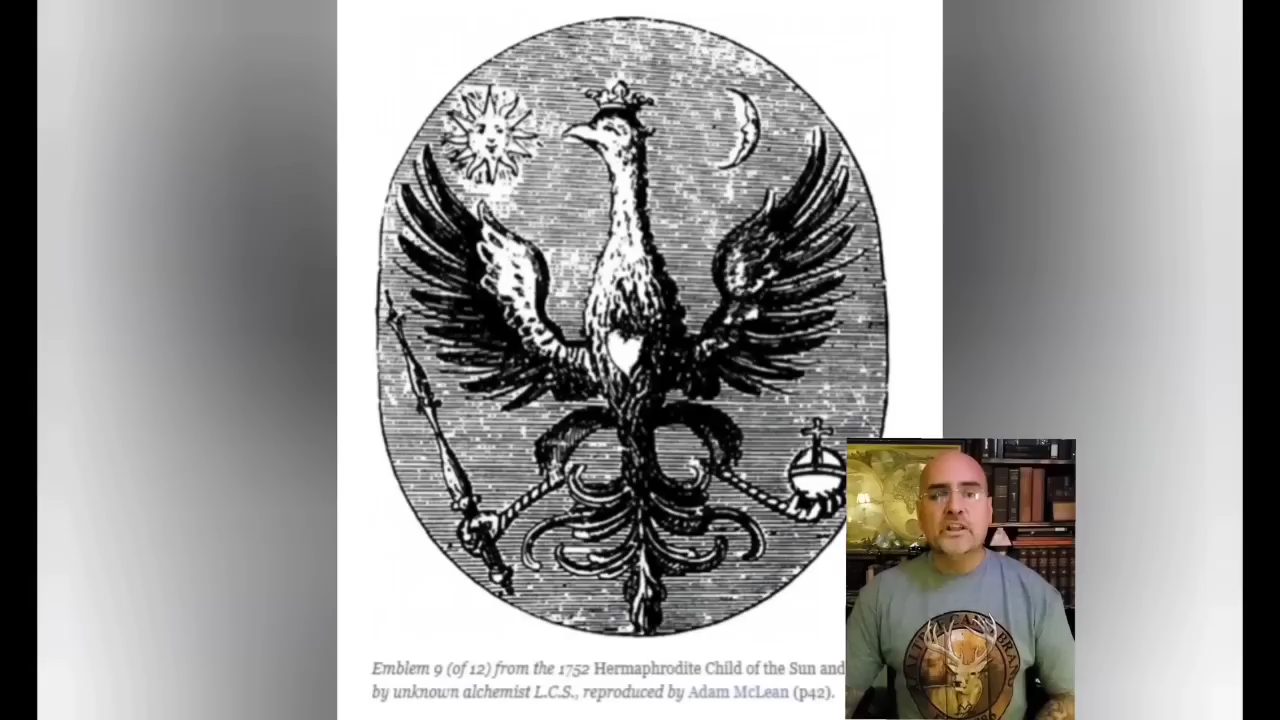 Emblem 9 (of 12) from the 1752 Hermaphrodite Child of the Sun and
by unknown alchemist L.C.S., reproduced by Adam McLean (p42).